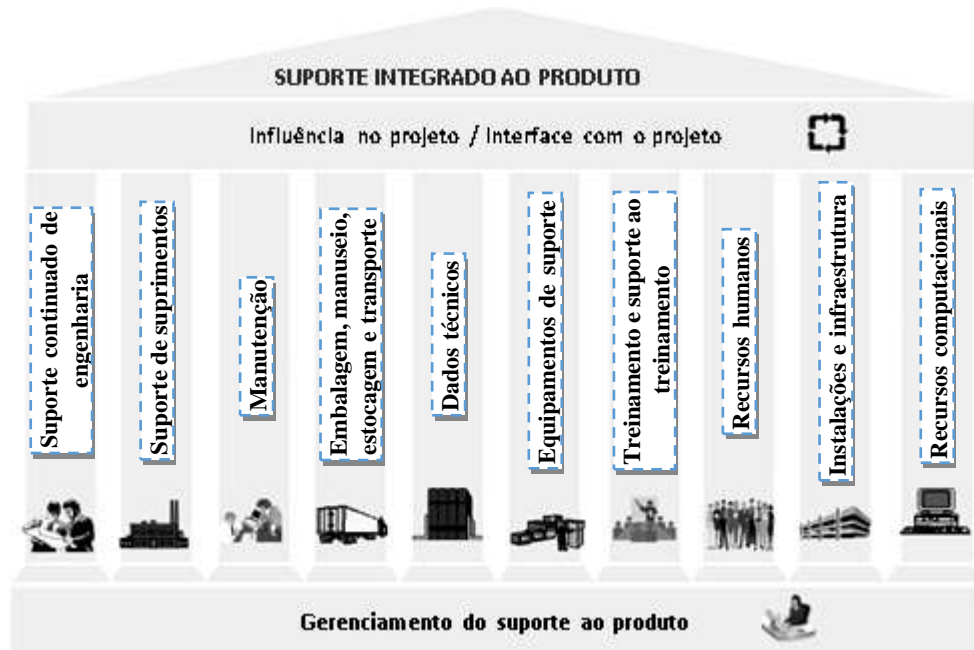 SUPORTE INTEGRADO AO PRODUTO
Influência no projeto / Interface com o projeto
Suporte continuado de
engenharia
Suporte de suprimentos
Manutenção
Embalagem, manuseio,
estocagem e transporte
Dados técnicos
Equipamentos de suporte
Treinamento e suporte ao
treinamento
Recursos humanos
Instalações e infraestrutura
Recursos computacionais
Gerenciamento do suporte ao produto